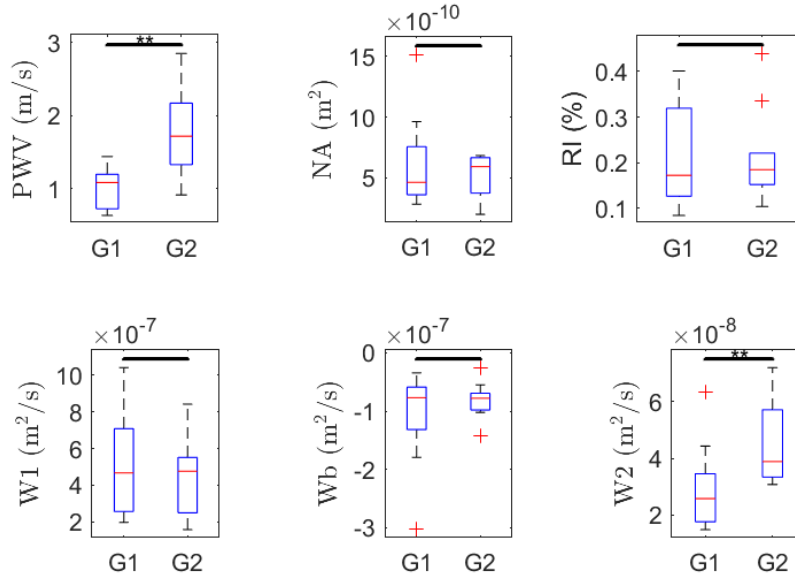 PWV (m/s)
3
2
1
**
G1 G2
×10-10
NA (m2)
15
10
5
G1 G2
RI (%)
0.4
0.3
0.2
0.1
G1 G2
×10-7
W1 (m2/s)
10
8
6
4
2
G1 G2
×10-7
Wb (m2/s)
0
-1
-2
-3
G1 G2
×10-8
W2 (m2/s)
6
4
2
**
G1 G2